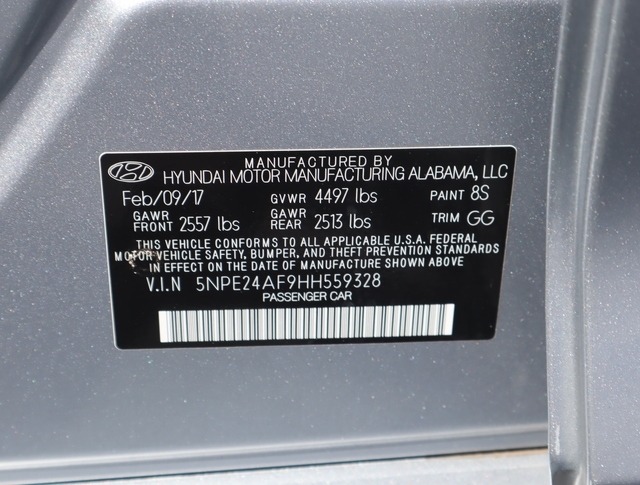 MANUFACTURED BY
HYUNDAI MOTOR MANUFACTURING ALABAMA, LLC
Feb/09/17 GVWR 4497 lbs PAINT 8S
GAWR FRONT 2557 lbs GAWR REAR 2513 lbs TRIM GG
THIS VEHICLE CONFORMS TO ALL APPLICABLE U.S.A. FEDERAL
MOTOR VEHICLE SAFETY, BUMPER, AND THEFT PREVENTION STANDARDS
IN EFFECT ON THE DATE OF MANUFACTURE SHOWN ABOVE
V.I.N 5NPE24AF9HH559328
PASSENGER CAR